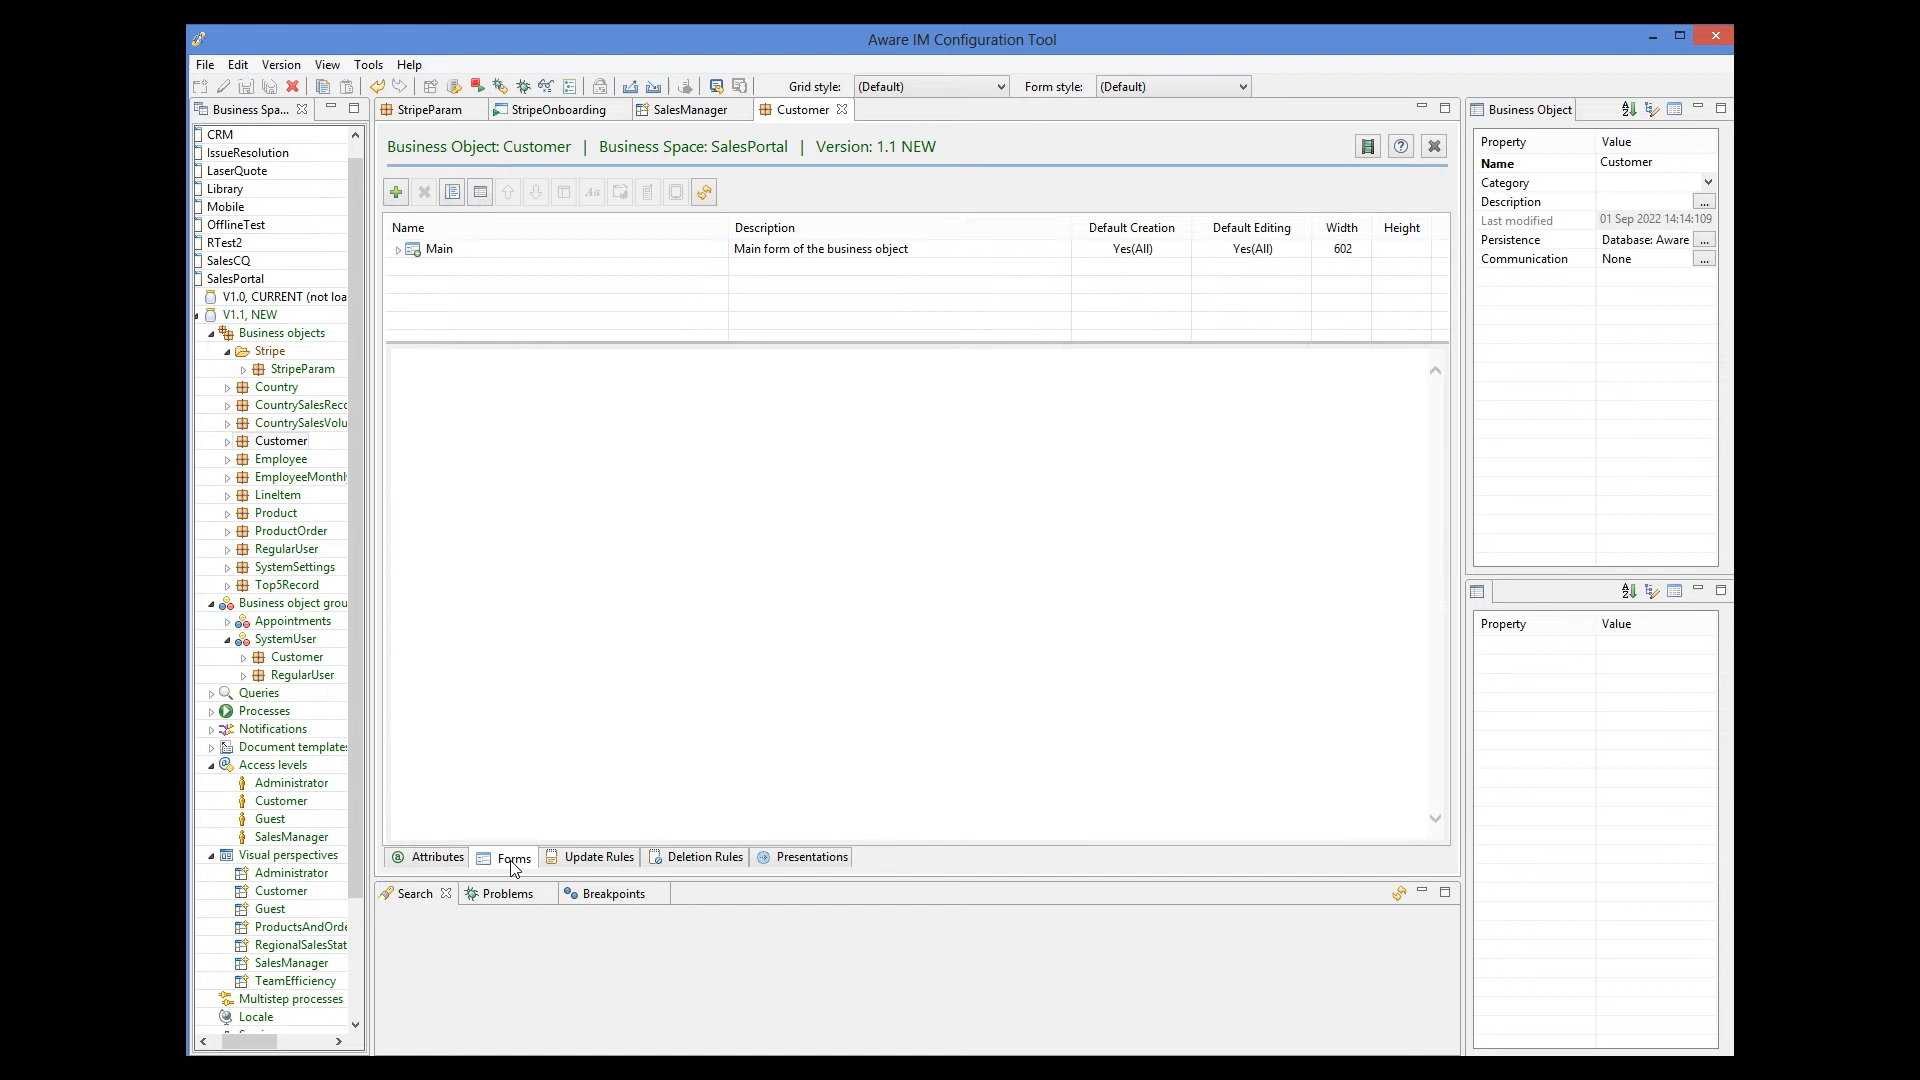 Aware IM Configuration Tool
File Edit Version View Tools Help
Grid style: (Default) Form style: (Default)
Business Spa...
StripeParam StripeOnboarding SalesManager Customer
Business Object
CRM
IssueResolution
LaserQuote
Library
Mobile
OfflineTest
RTest2
SalesCQ
SalesPortal
V1.0, CURRENT (not loa
V1.1, NEW
Business objects
Stripe
StripeParam
Country
CountrySalesReco
CountrySalesVolu
Customer
Employee
EmployeeMonthl
LineItem
Product
ProductOrder
RegularUser
SystemSettings
Top5Record
Business object grou
Appointments
SystemUser
Customer
RegularUser
Queries
Processes
Notifications
Document templates
Access levels
Administrator
Customer
Guest
SalesManager
Visual perspectives
Administrator
Customer
Guest
ProductsAndOrde
RegionalSalesStat
SalesManager
TeamEfficiency
Multistep processes
Locale
Business Object: Customer | Business Space: SalesPortal | Version: 1.1 NEW
Name Description Default Creation Default Editing Width Height
Main Main form of the business object Yes(All) Yes(All) 602
Attributes Forms Update Rules Deletion Rules Presentations
Search Problems Breakpoints
Property Value
Name Customer
Category
Description ...
Last modified 01 Sep 2022 14:14:109
Persistence Database: Aware ...
Communication None ...
Property Value